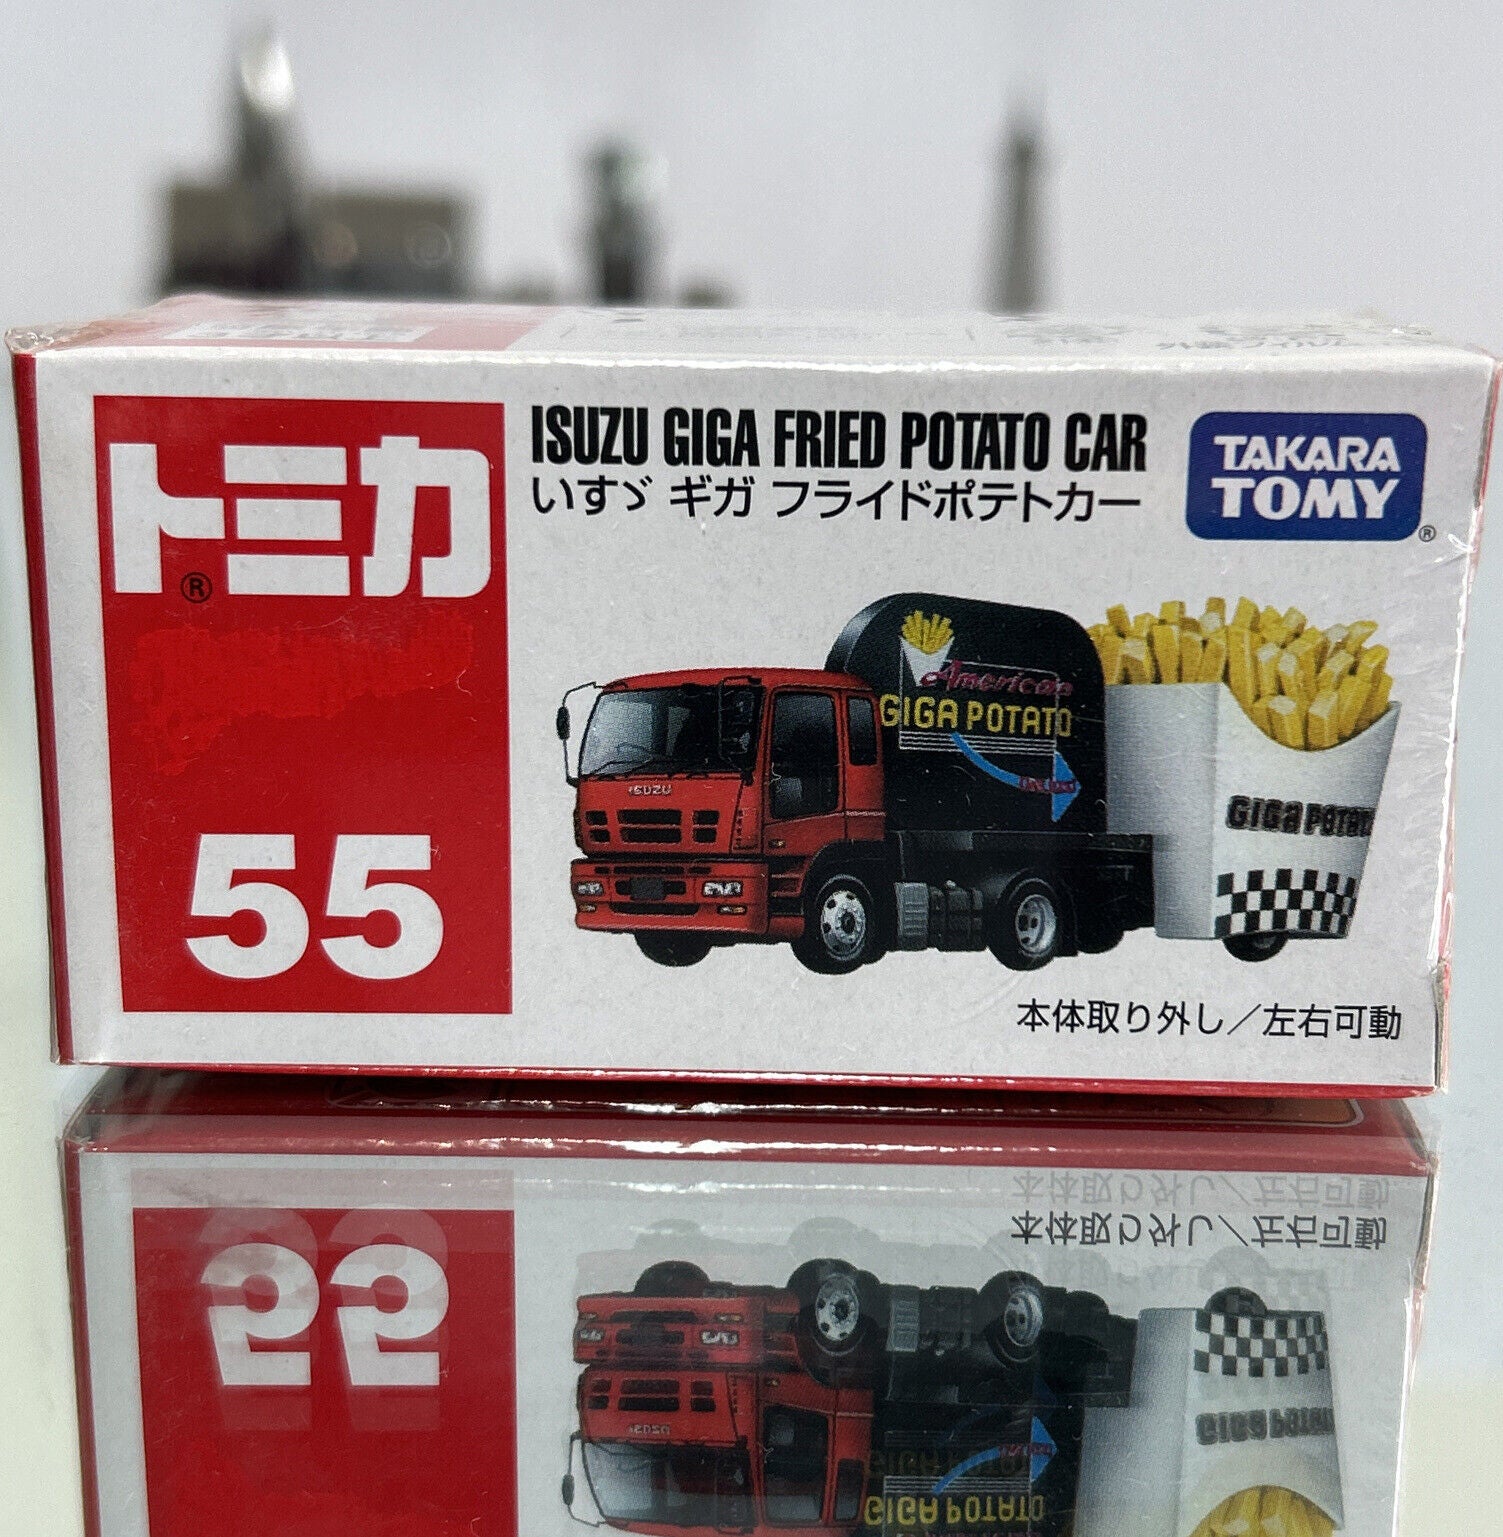 トミカ
®
55
ISUZU GIGA FRIED POTATO CAR
いすゞ ギガ フライドポテトカー
TAKARA
TOMY
®
American
GIGA POTATO
ISUZU
GIGA POTAT
本体取り外し／左右可動